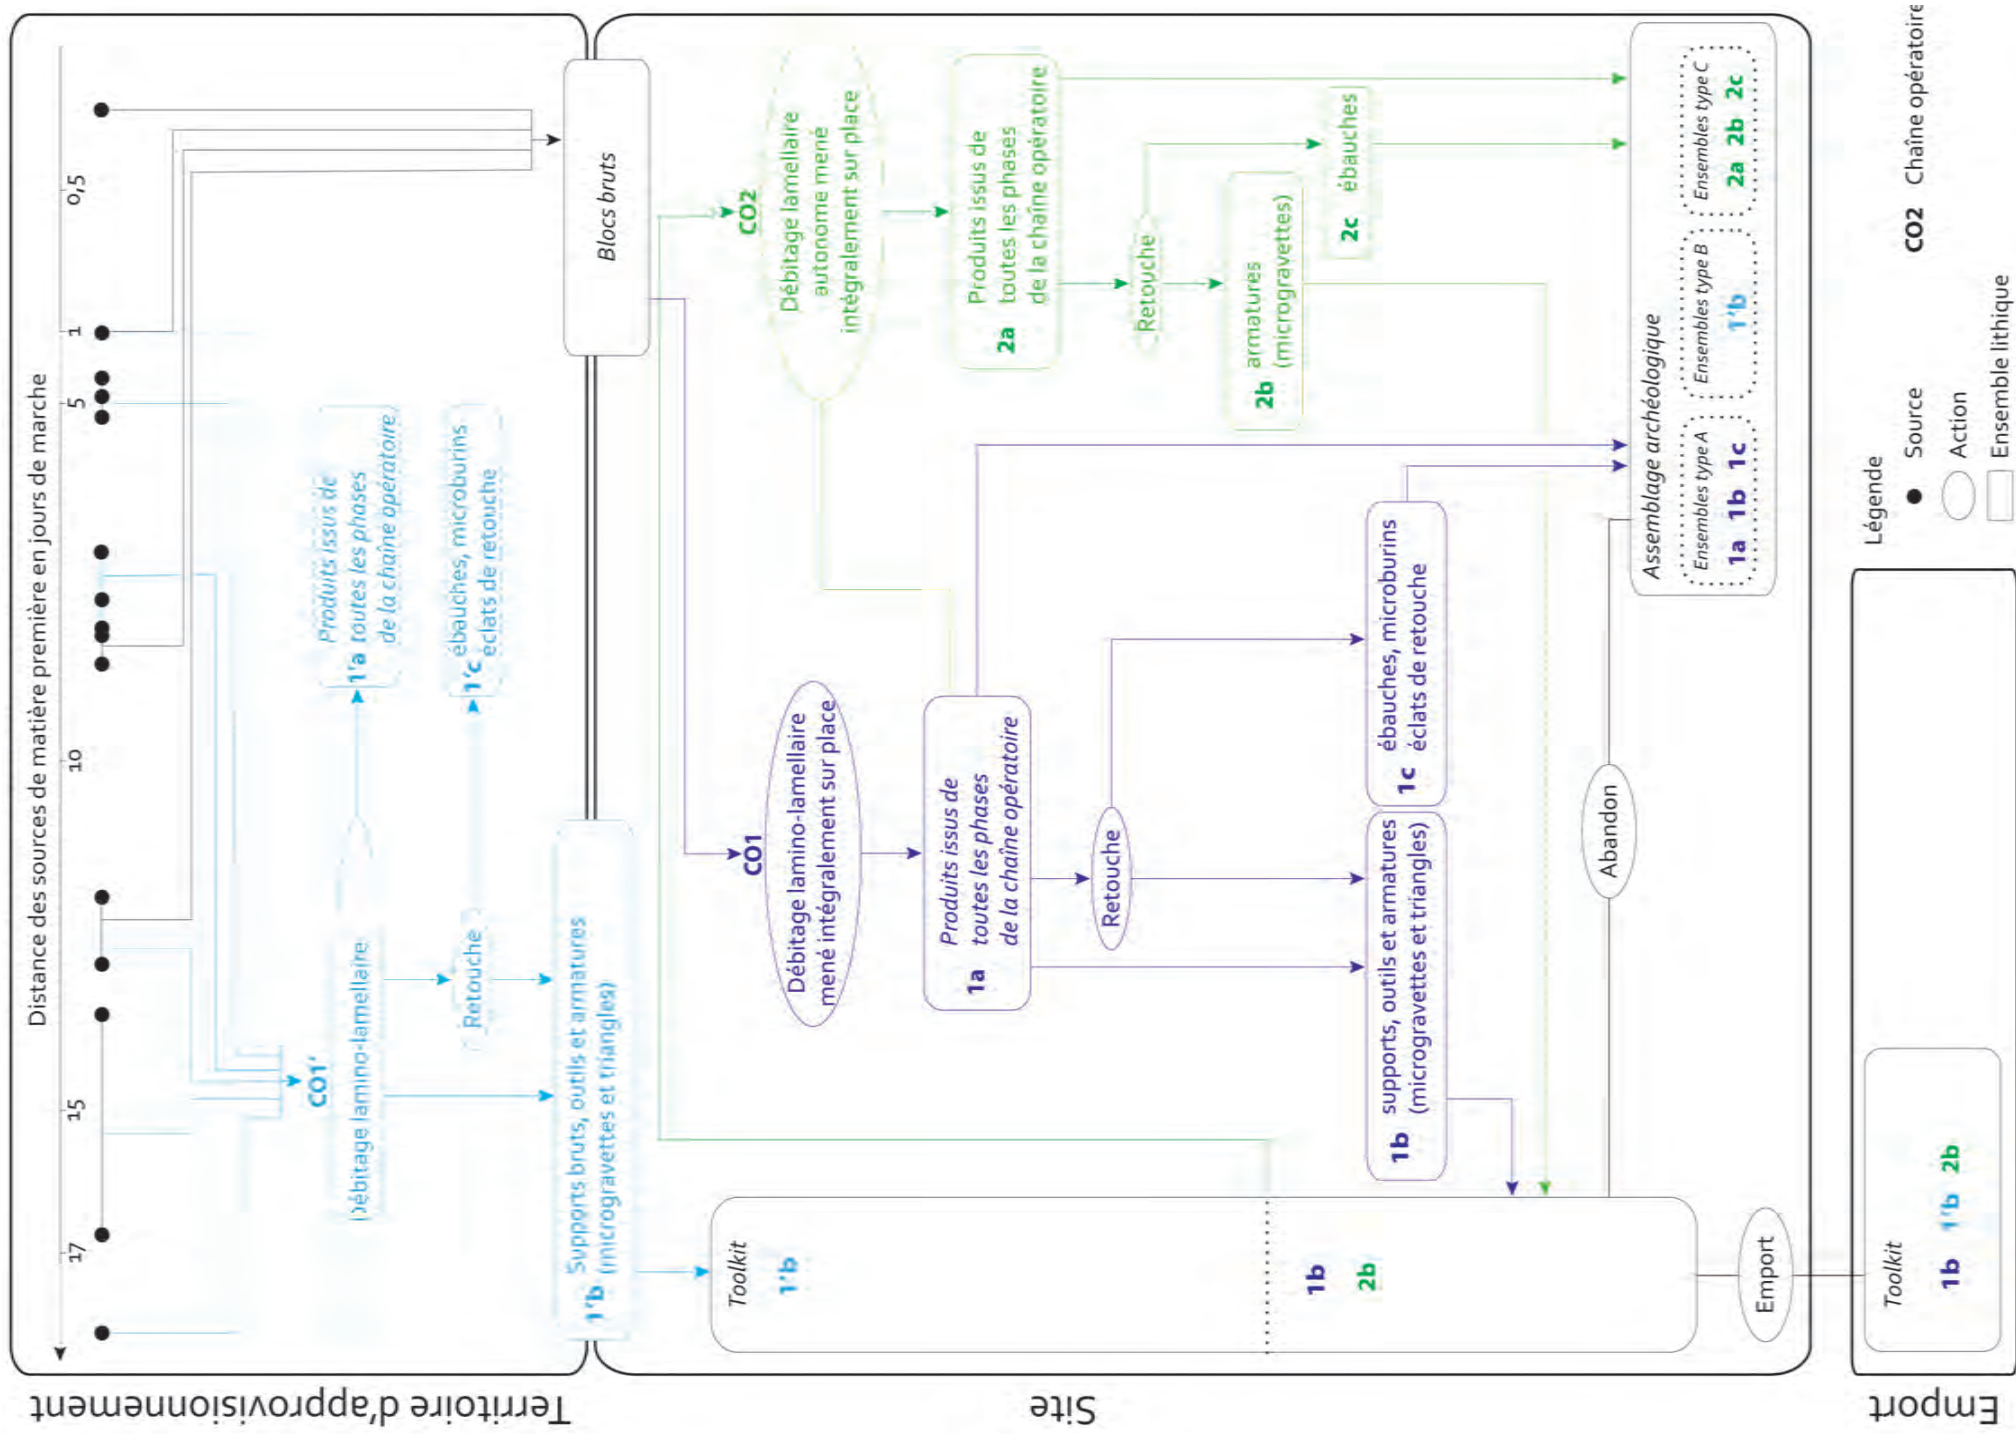 Territoire d'approvisionnement
Distance des sources de matière première en jours de marche
17
15
10
5
1
0,5
CO1'
Débitage lamino-lamellaire
Produits issus de
1'a toutes les phases
de la chaîne opératoire
Retouche
ébauches, microburins
1'c
éclats de retouche
1'b Supports bruts, outils et armatures
(microgravettes et triangles)
Blocs bruts
Site
Toolkit
1'b
1b
2b
CO1
Débitage lamino-lamellaire
mené intégralement sur place
Produits issus de
1a toutes les phases
de la chaîne opératoire
Retouche
1b supports, outils et armatures
(microgravettes et triangles)
ébauches, microburins
1c éclats de retouche
CO2
Débitage lamellaire
autonome mené
intégralement sur place
Produits issus de
2a toutes les phases
de la chaîne opératoire
Retouche
2b armatures
(microgravettes)
2c ébauches
Abandon
Assemblage archéologique
Ensembles type A
1a 1b 1c
Ensembles type B
1'b
Ensembles type C
2a 2b 2c
Emport
Emport
Toolkit
1b 1'b 2b
Légende
Source
Action
Ensemble lithique
CO2 Chaîne opératoire